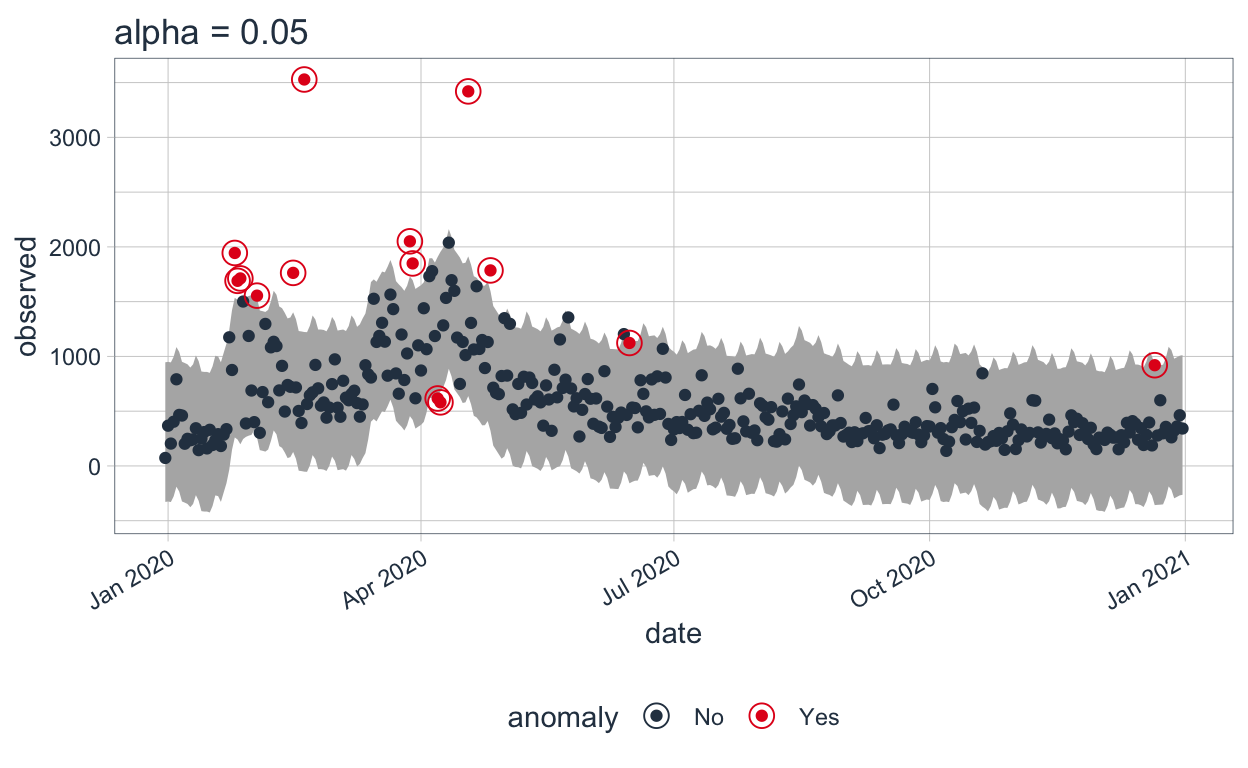 alpha = 0.05
observed
3000
2000
1000
0
Jan 2020
Apr 2020
Jul 2020
Oct 2020
Jan 2021
date
anomaly No Yes